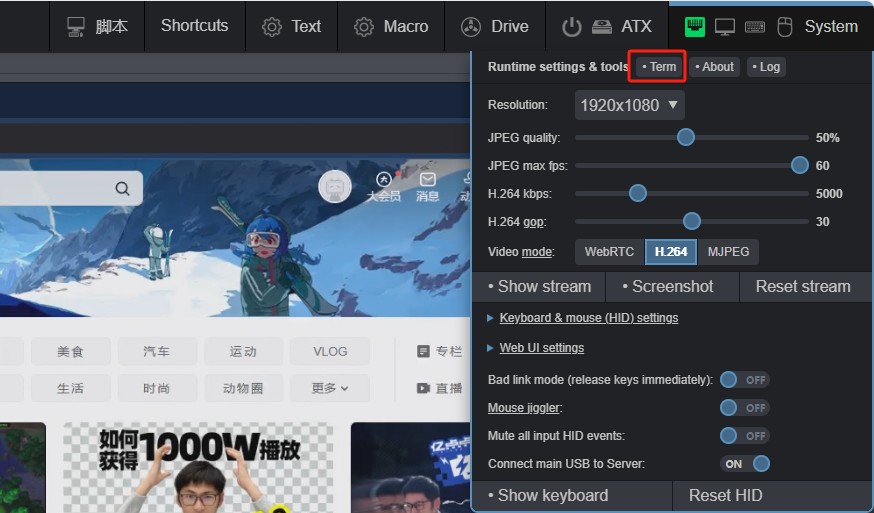 脚本 Shortcuts Text Macro Drive ATX System
Runtime settings & tools • Term • About • Log
Resolution: 1920x1080 ▼
JPEG quality: 50%
JPEG max fps: 60
H.264 kbps: 5000
H.264 gop: 30
Video mode: WebRTC H.264 MJPEG
• Show stream • Screenshot Reset stream
Keyboard & mouse (HID) settings
Web UI settings
Bad link mode (release keys immediately): OFF
Mouse jiggler: OFF
Mute all input HID events: OFF
Connect main USB to Server: ON
• Show keyboard Reset HID
大会员 消息 动
美食 汽车 运动 VLOG 专栏
生活 时尚 动物圈 更多 直播
如何
获得 1000W 播放